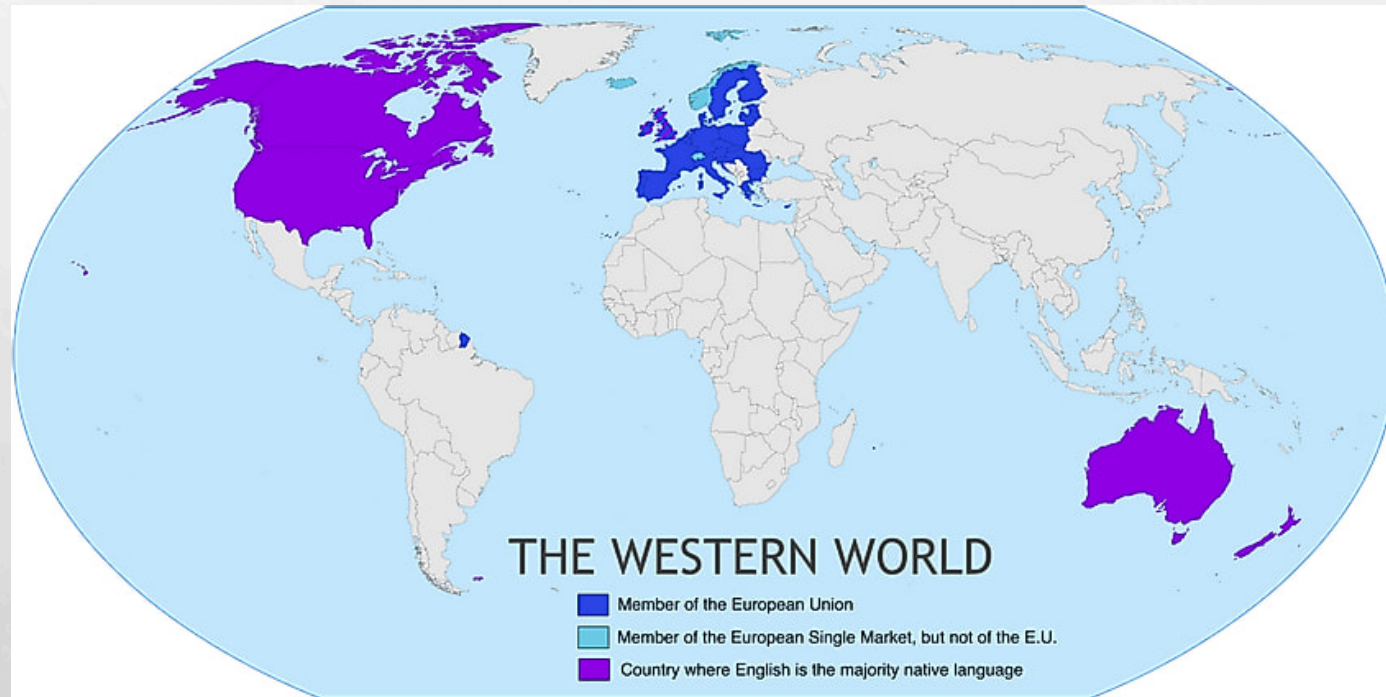 THE WESTERN WORLD
Member of the European Union
Member of the European Single Market, but not of the E.U.
Country where English is the majority native language